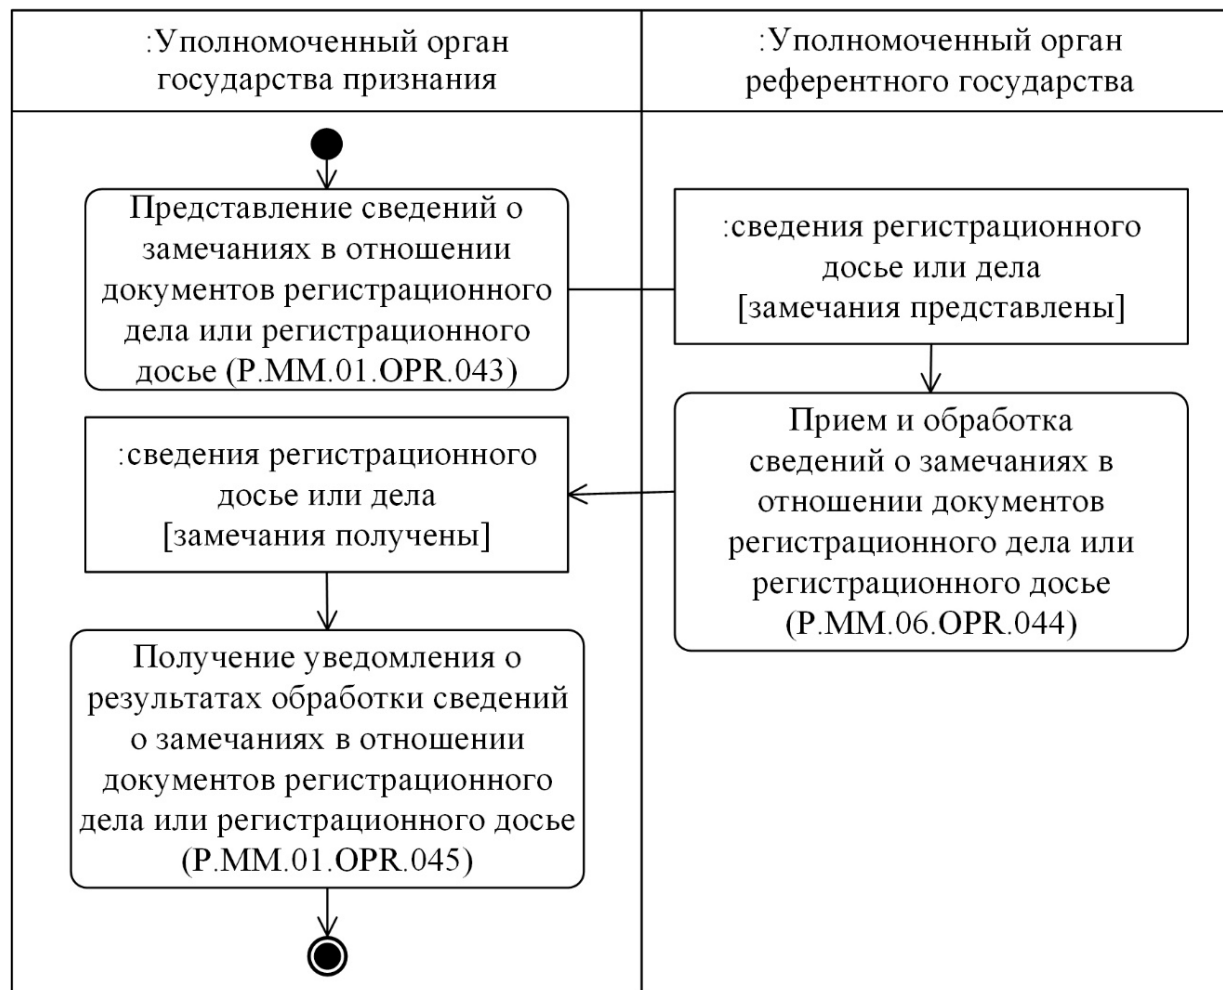 :Уполномоченный орган
государства признания
:Уполномоченный орган
референтного государства
Представление сведений о
замечаниях в отношении
документов регистрационного
дела или регистрационного
досье (P.MM.01.OPR.043)
:сведения регистрационного
досье или дела
[замечания представлены]
Прием и обработка
сведений о замечаниях в
отношении документов
регистрационного дела или
регистрационного досье
(P.MM.06.OPR.044)
:сведения регистрационного
досье или дела
[замечания получены]
Получение уведомления о
результатах обработки сведений
о замечаниях в отношении
документов регистрационного
дела или регистрационного досье
(P.MM.01.OPR.045)